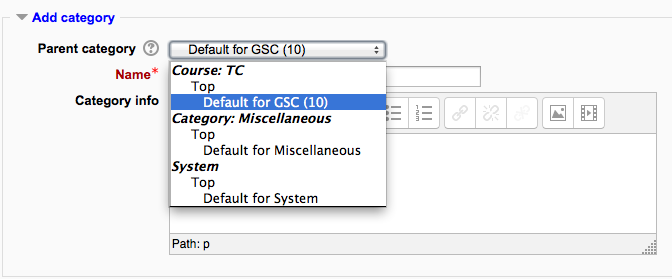 Add category
Parent category Default for GSC (10)
Name*
Category info
Course: TC
Top
Default for GSC (10)
Category: Miscellaneous
Top
Default for Miscellaneous
System
Top
Default for System
Path: p